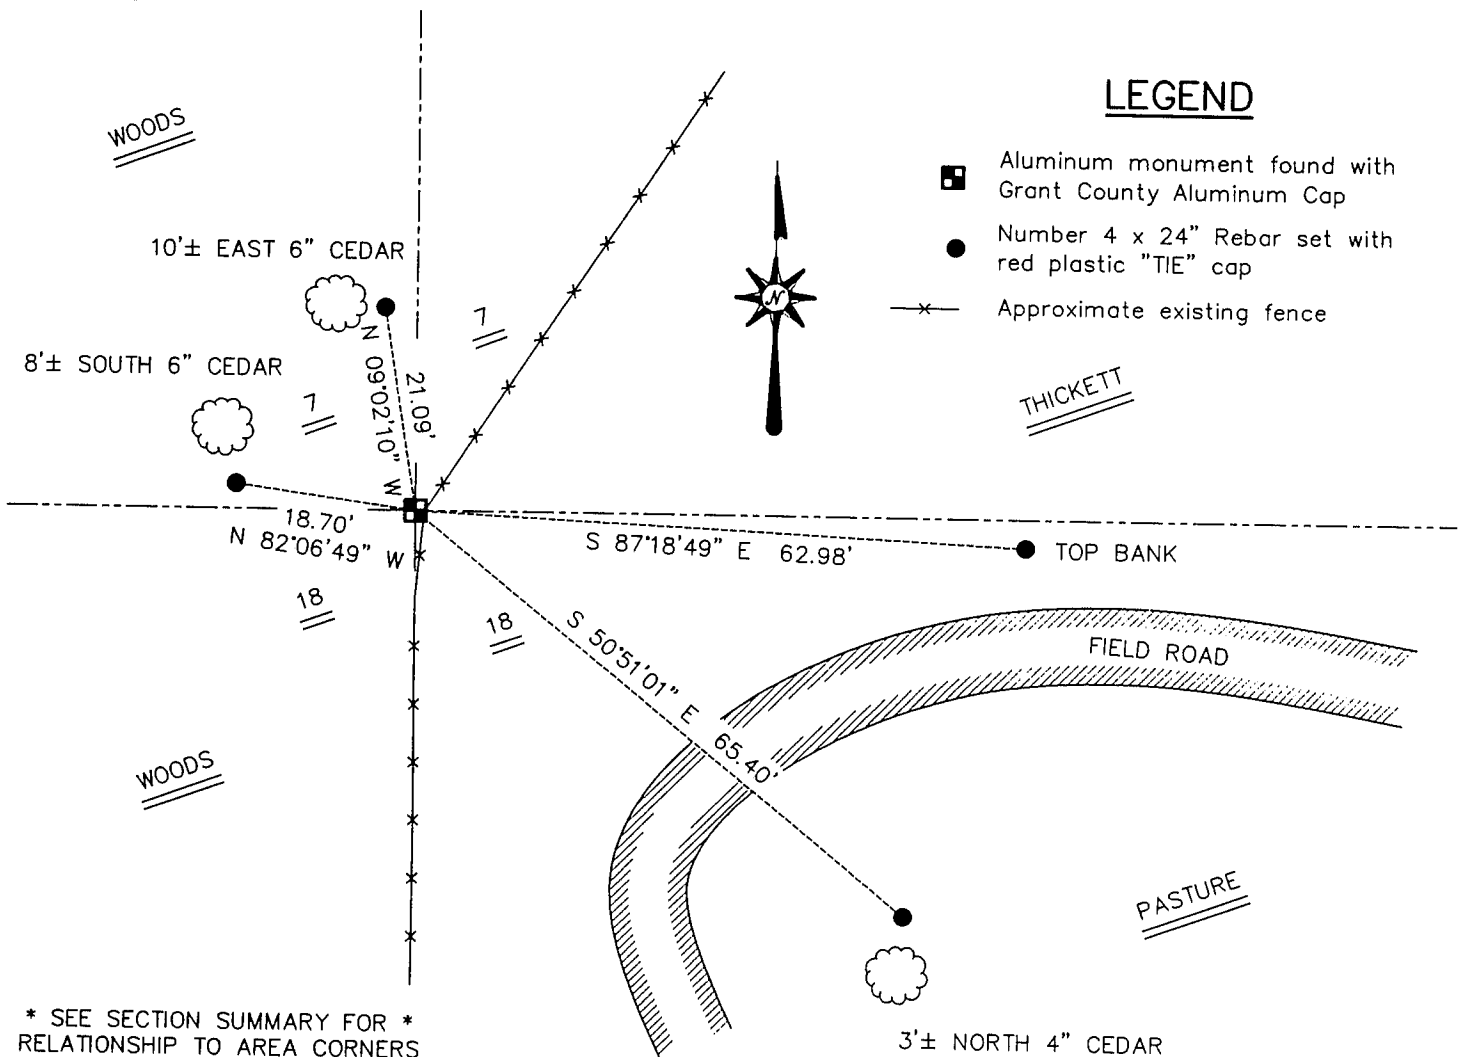 LEGEND
Aluminum monument found with
Grant County Aluminum Cap
Number 4 x 24" Rebar set with
red plastic "TIE" cap
Approximate existing fence
WOODS
10'± EAST 6" CEDAR
7
8'± SOUTH 6" CEDAR
7
N 09°02'10" W
21.09'
N
THICKETT
18.70'
N 82°06'49" W
S 87°18'49" E 62.98'
TOP BANK
18
18
S 50°51'01" E 65.40'
FIELD ROAD
WOODS
PASTURE
* SEE SECTION SUMMARY FOR *
RELATIONSHIP TO AREA CORNERS
3'± NORTH 4" CEDAR